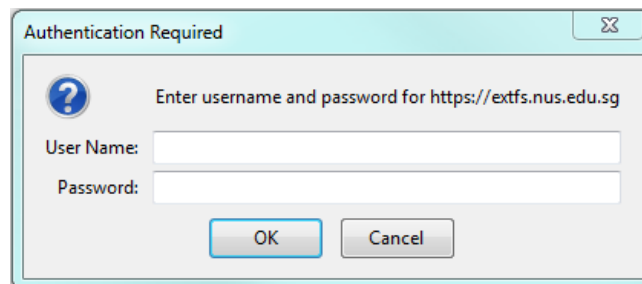 Authentication Required
Enter username and password for https://extfs.nus.edu.sg
User Name:
Password:
OK Cancel